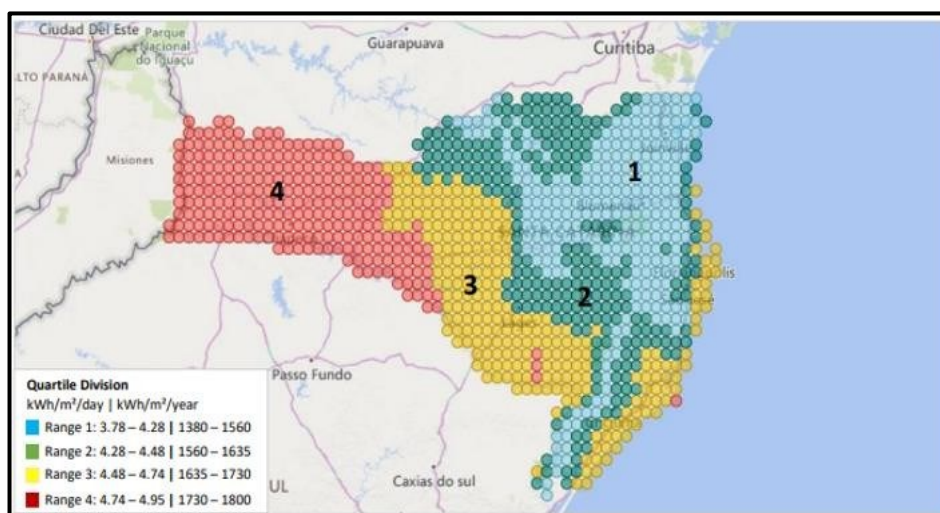 Ciudad Del Este
Parque
Nacional
do Iguaçu
Guarapuava
Curitiba
ALTO PARANÁ
Misiones
1
4
3
2
Passo Fundo
Quartile Division
kWh/m²/day | kWh/m²/year
Range 1: 3.78 – 4.28 | 1380 – 1560
Range 2: 4.28 – 4.48 | 1560 – 1635
Range 3: 4.48 – 4.74 | 1635 – 1730
Range 4: 4.74 – 4.95 | 1730 – 1800
UL
Caxias do sul